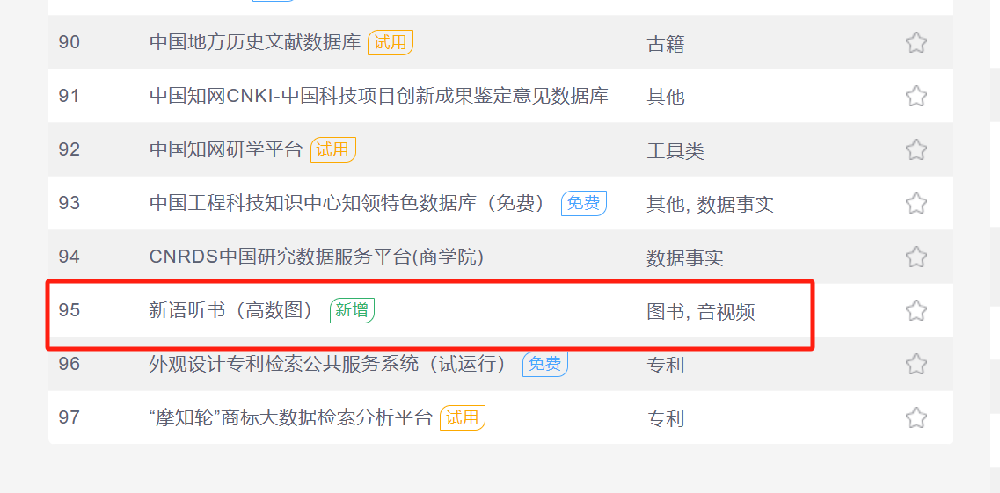 90 中国地方历史文献数据库 试用 古籍
91 中国知网CNKI-中国科技项目创新成果鉴定意见数据库 其他
92 中国知网研学平台 试用 工具类
93 中国工程科技知识中心知领特色数据库（免费） 免费 其他, 数据事实
94 CNRDS中国研究数据服务平台(商学院) 数据事实
95 新语听书（高数图） 新增 图书, 音视频
96 外观设计专利检索公共服务系统（试运行） 免费 专利
97 “摩知轮”商标大数据检索分析平台 试用 专利